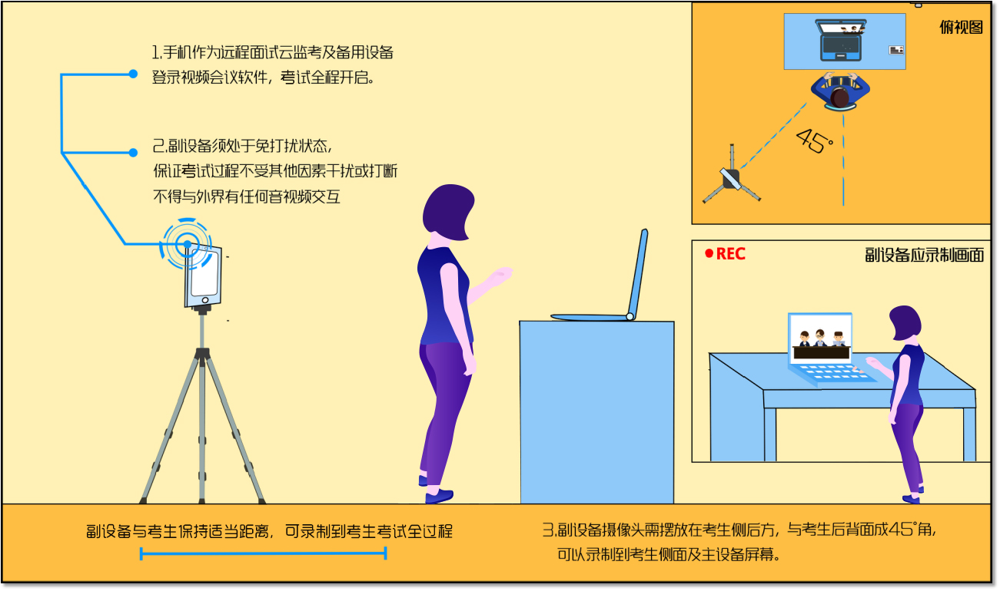 1.手机作为远程面试云监考及备用设备
登录视频会议软件，考试全程开启。
2.副设备须处于免打扰状态，
保证考试过程不受其他因素干扰或打断
不得与外界有任何音视频交互
俯视图
45°
REC
副设备应录制画面
副设备与考生保持适当距离，可录制到考生考试全过程
3.副设备摄像头需摆放在考生侧后方，与考生后背面成45°角，
可以录制到考生侧面及主设备屏幕。